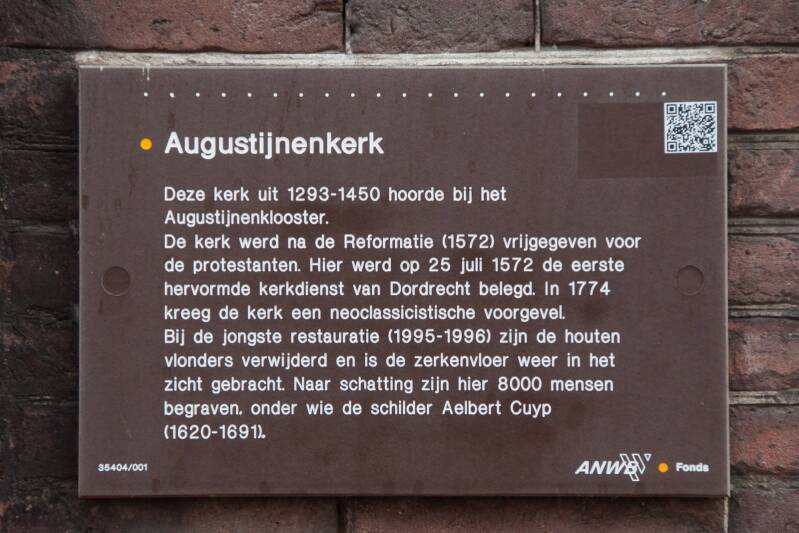 Augustijnenkerk
Deze kerk uit 1293-1450 hoorde bij het
Augustijnenklooster.
De kerk werd na de Reformatie (1572) vrijgegeven voor
de protestanten. Hier werd op 25 juli 1572 de eerste
hervormde kerkdienst van Dordrecht belegd. In 1774
kreeg de kerk een neoclassicistische voorgevel.
Bij de jongste restauratie (1995-1996) zijn de houten
vlonders verwijderd en is de zerkenvloer weer in het
zicht gebracht. Naar schatting zijn hier 8000 mensen
begraven, onder wie de schilder Aelbert Cuyp
(1620-1691).
35404/001
ANWB Fonds